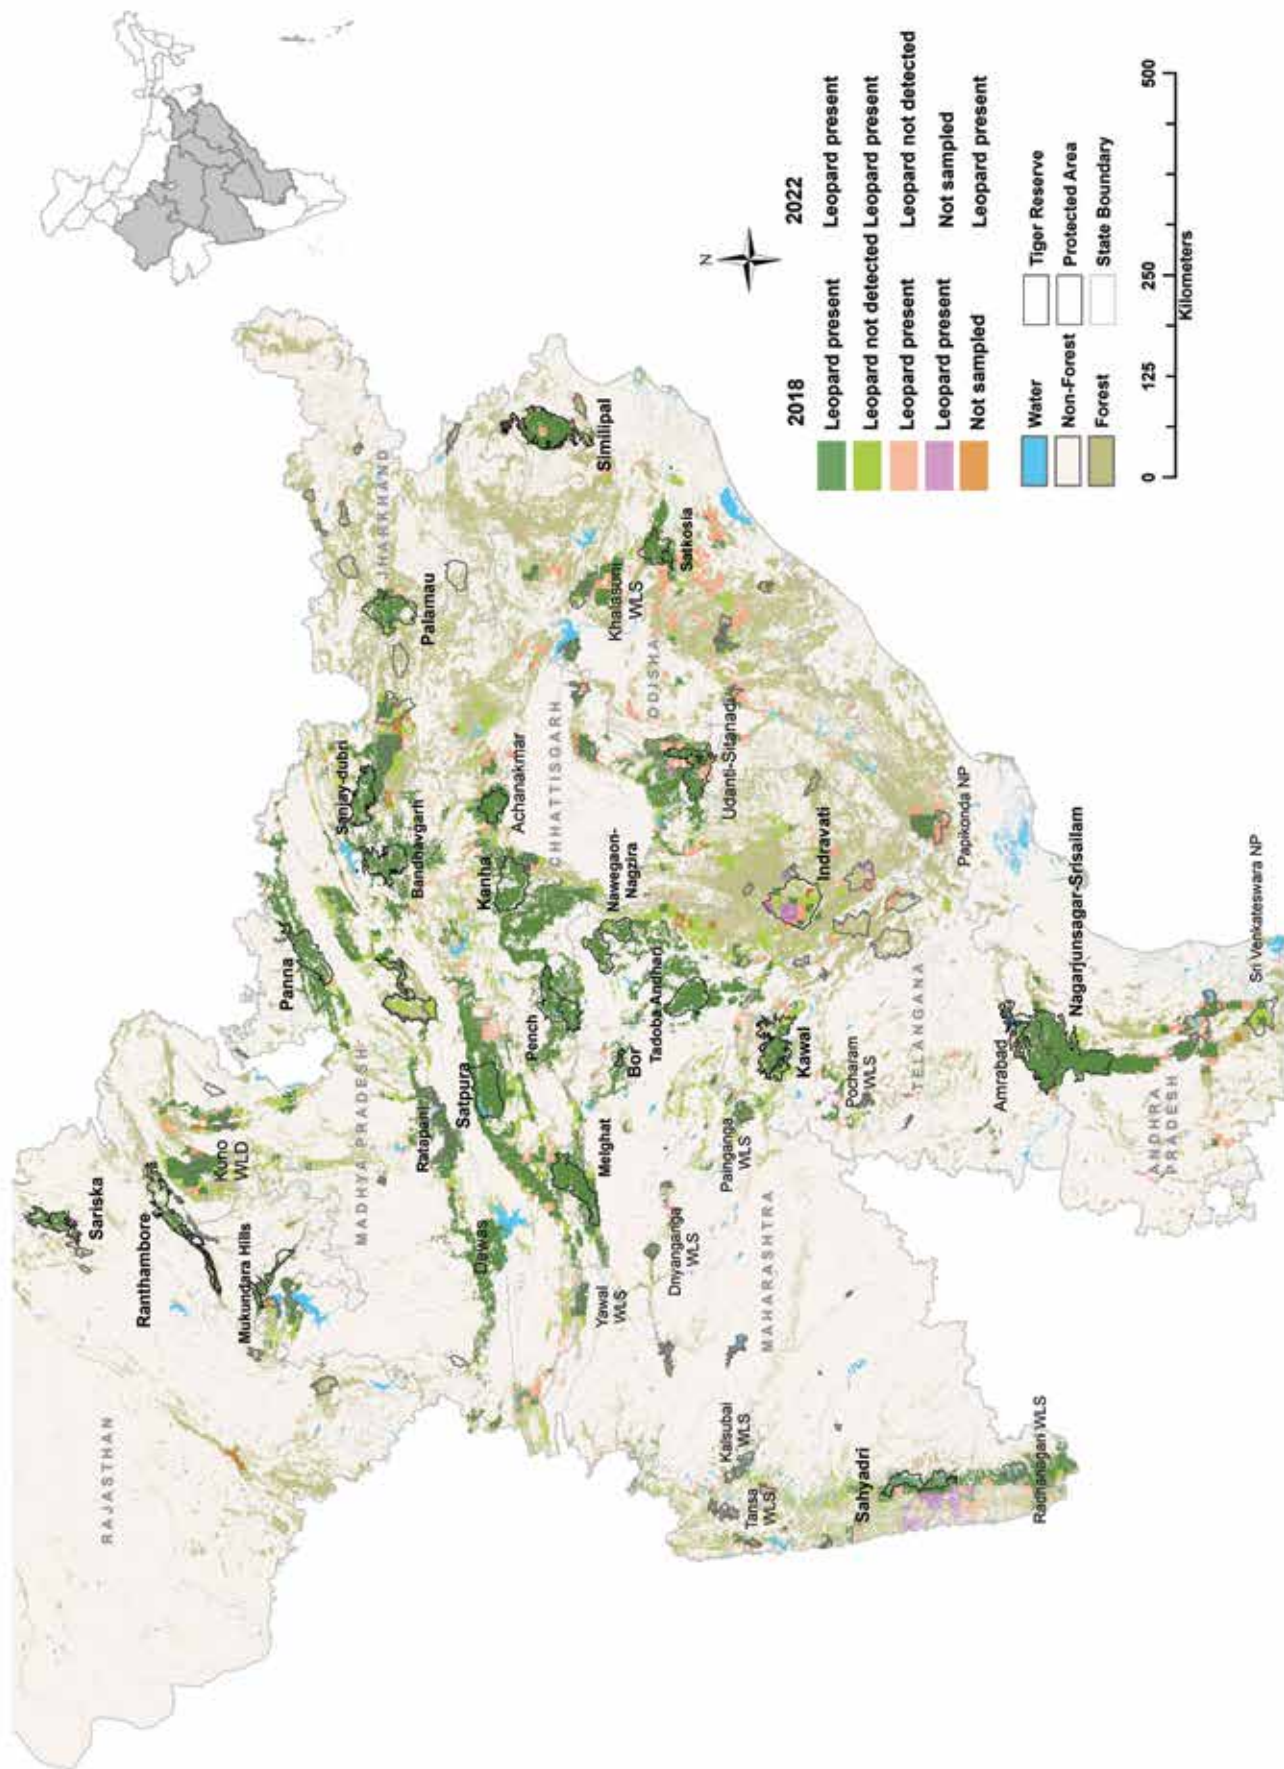 RAJASTHAN
Sariska
Ranthambore
Mukundara Hills
Kuno
WLD
MADHYA PRADESH
Panna
Ratapani
Satpura
Dewas
Sanjay-dubri
Bandhavgarh
Palamau
JHARKHAND
Kanha
Achanakmar
CHHATTISGARH
Similipal
Pench
Melghat
Yawal
WLS
Bor
Nawegaon-
Nagzira
Tadoba-Andhari
Khalasuni
WLS
ODISHA
Satkosia
Udanti-Sitanadi
Dnyanganga
WLS
Painganga
WLS
MAHARASHTRA
Kalsubai
WLS
Tansa
WLS
Kawal
Indravati
Pocharam
WLS
TELANGANA
Papikonda NP
Sahyadri
Radhanagari WLS
Amrabad
Nagarjunsagar-Srisailam
ANDHRA
PRADESH
Sri Venkateswara NP
N
2018 2022
Leopard present Leopard present
Leopard not detected Leopard present
Leopard present Leopard not detected
Leopard present Not sampled
Not sampled Leopard present
Water Tiger Reserve
Non-Forest Protected Area
Forest State Boundary
0 125 250 500
Kilometers